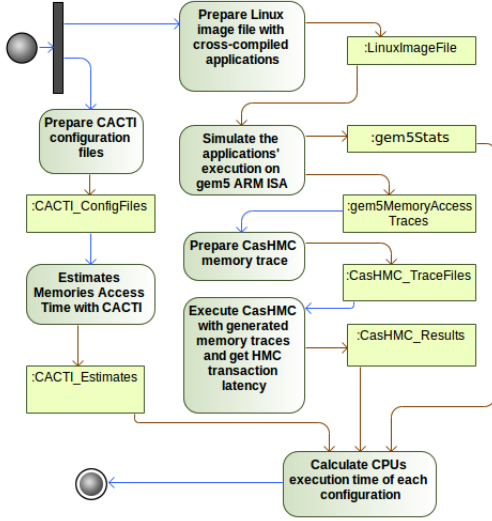 Prepare Linux
image file with
cross-compiled
applications
:LinuxImageFile
Prepare CACTI
configuration
files
Simulate the
applications'
execution on
gem5 ARM ISA
:gem5Stats
:CACTI_ConfigFiles
:gem5MemoryAccess
Traces
Prepare CasHMC
memory trace
Estimates
Memories Access
Time with CACTI
:CasHMC_TraceFiles
Execute CasHMC
with generated
memory traces
and get HMC
transaction
latency
:CasHMC_Results
:CACTI_Estimates
Calculate CPUs
execution time of each
configuration